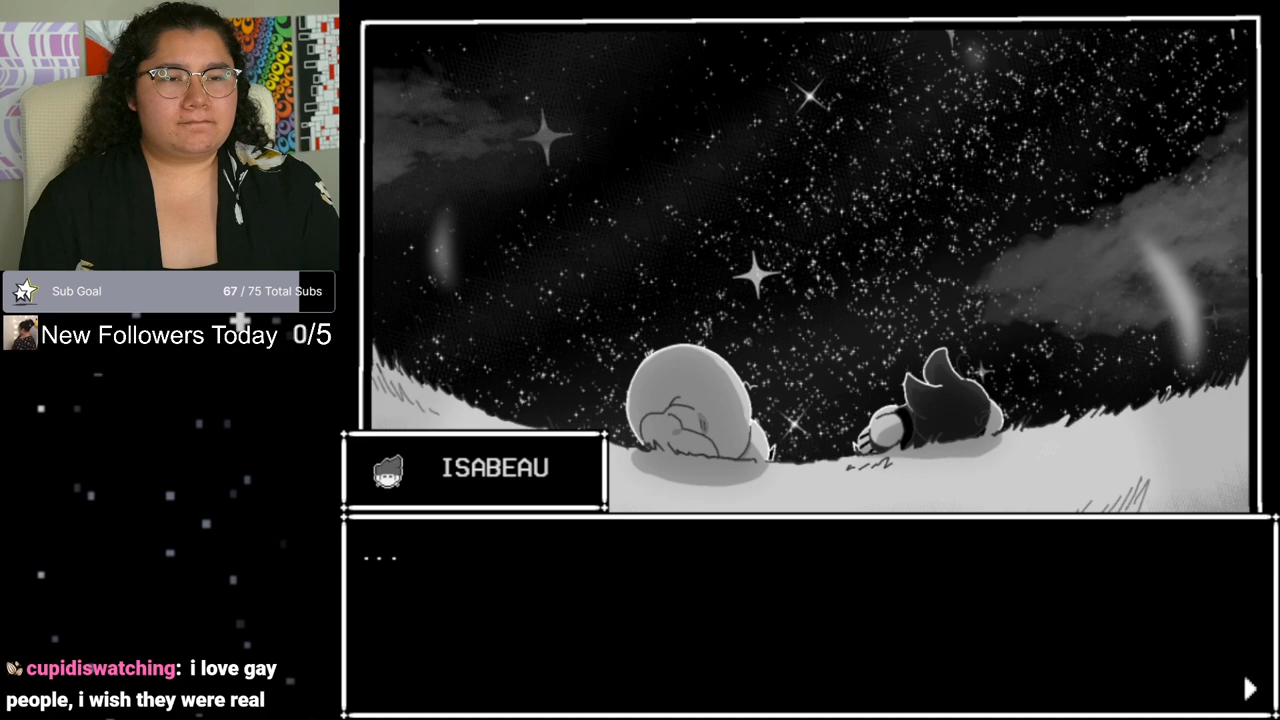 Sub Goal 67 / 75 Total Subs
New Followers Today 0/5
ISABEAU
...
cupidiswatching: i love gay
people, i wish they were real